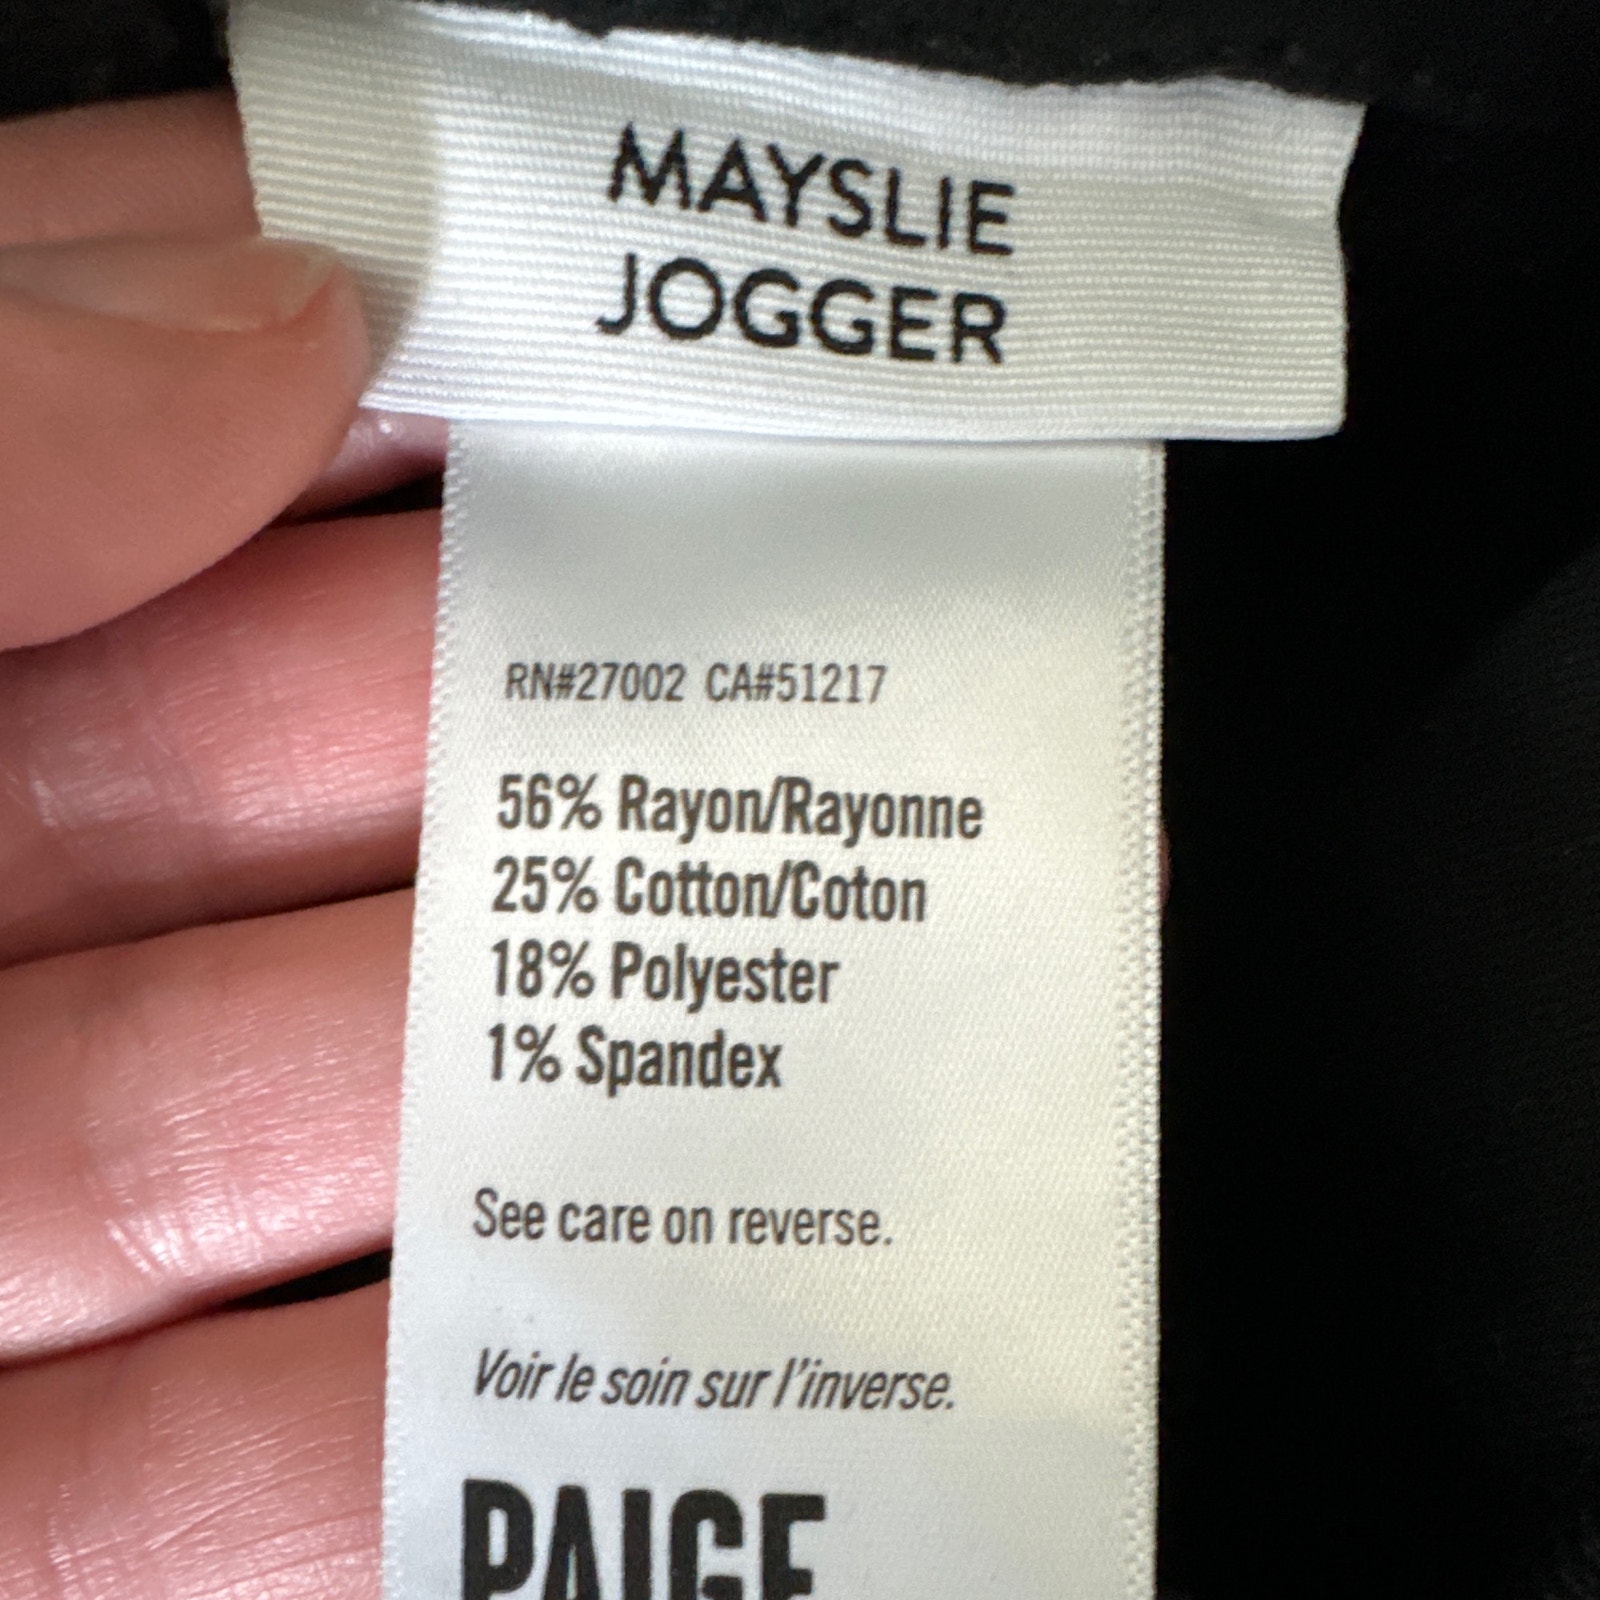 MAYSLIE
JOGGER
RN#27002 CA#51217
56% Rayon/Rayonne
25% Cotton/Coton
18% Polyester
1% Spandex
See care on reverse.
Voir le soin sur l'inverse.
PAIGE